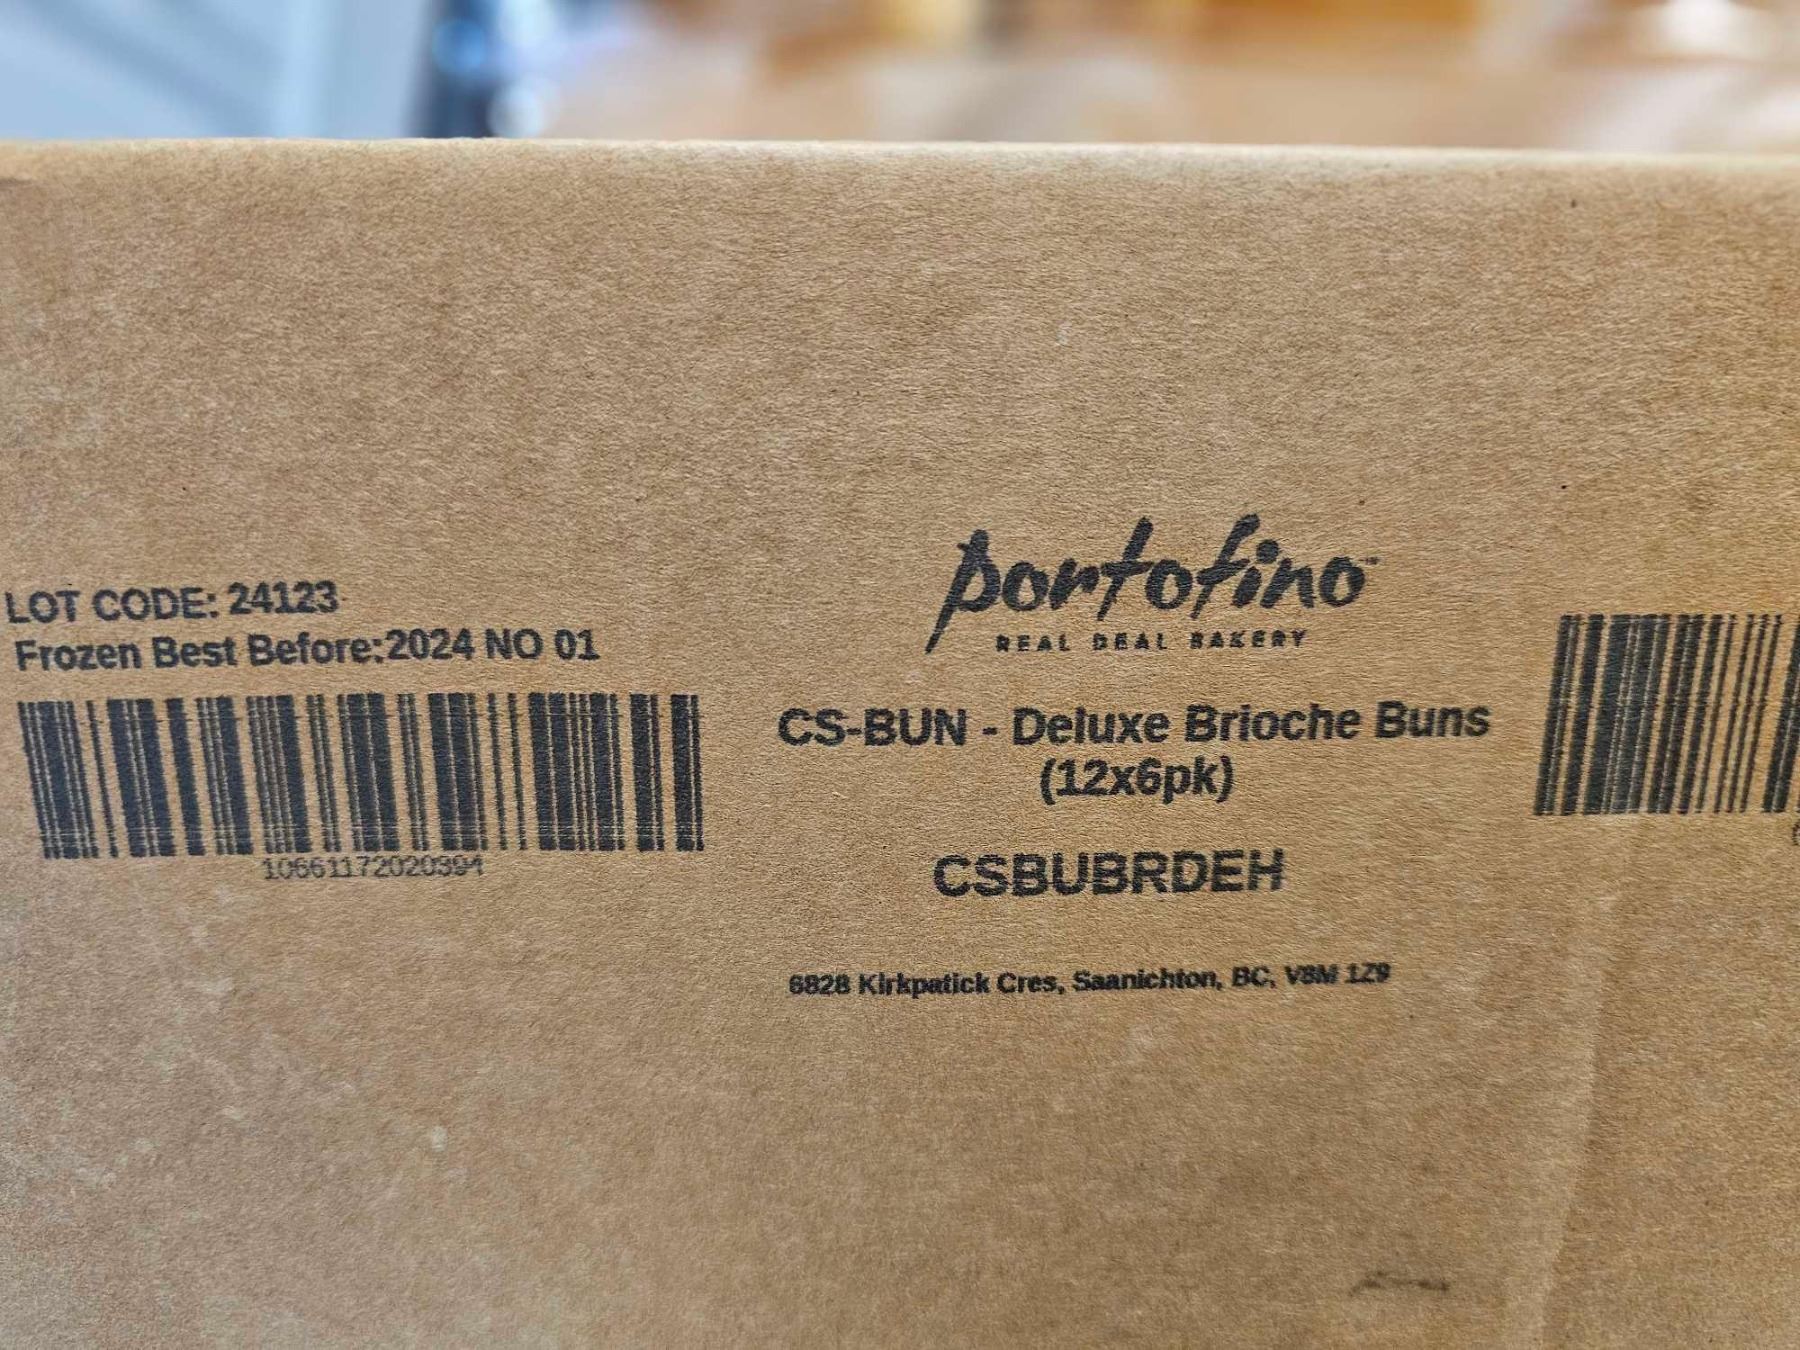 LOT CODE: 24123
Frozen Best Before:2024 NO 01
10661172020394
portofino™
REAL DEAL BAKERY
CS-BUN - Deluxe Brioche Buns
(12x6pk)
CSBUBRDEH
6828 Kirkpatick Cres, Saanichton, BC, V8M 1Z9